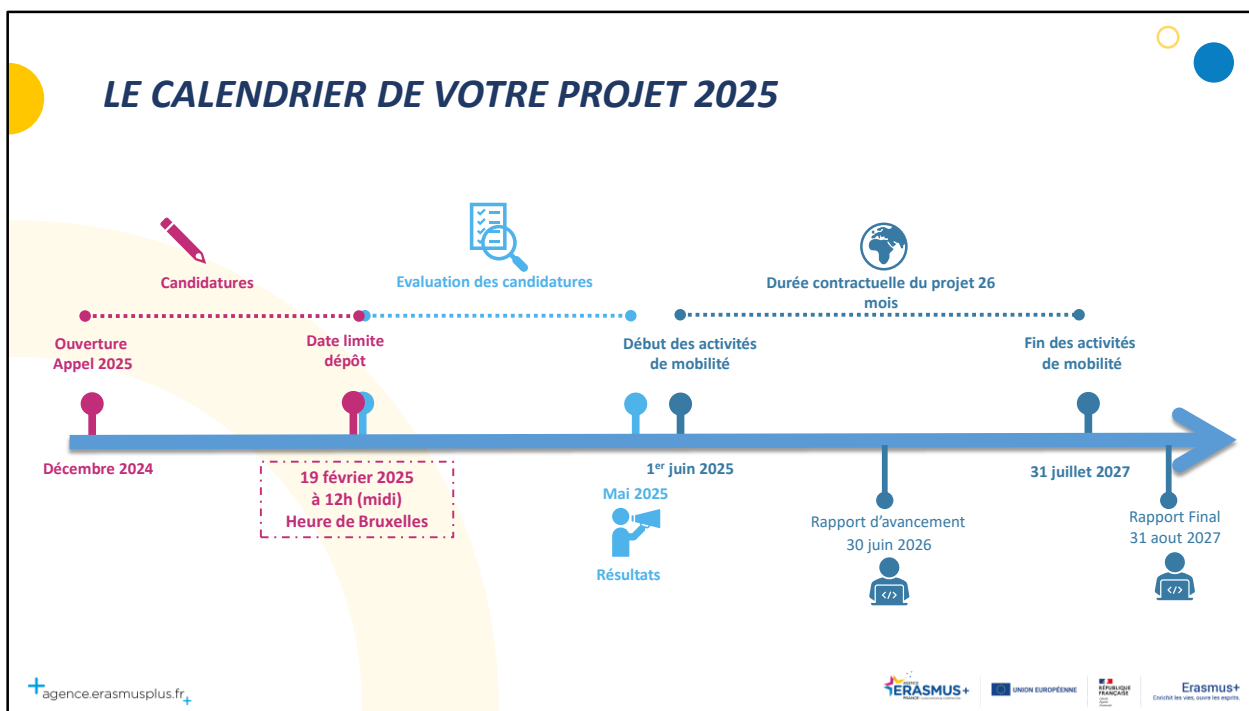 LE CALENDRIER DE VOTRE PROJET 2025
Candidatures
Evaluation des candidatures
Durée contractuelle du projet 26
mois
Ouverture
Appel 2025
Date limite
dépôt
Début des activités
de mobilité
Fin des activités
de mobilité
Décembre 2024
19 février 2025
à 12h (midi)
Heure de Bruxelles
Mai 2025
Résultats
1er juin 2025
Rapport d'avancement
30 juin 2026
31 juillet 2027
Rapport Final
31 aout 2027
agence.erasmusplus.fr
AGENCE
ERASMUS+
FRANCE
UNION EUROPÉENNE
RÉPUBLIQUE
FRANÇAISE
Erasmus+
Enrichit les vies, ouvre les esprits.